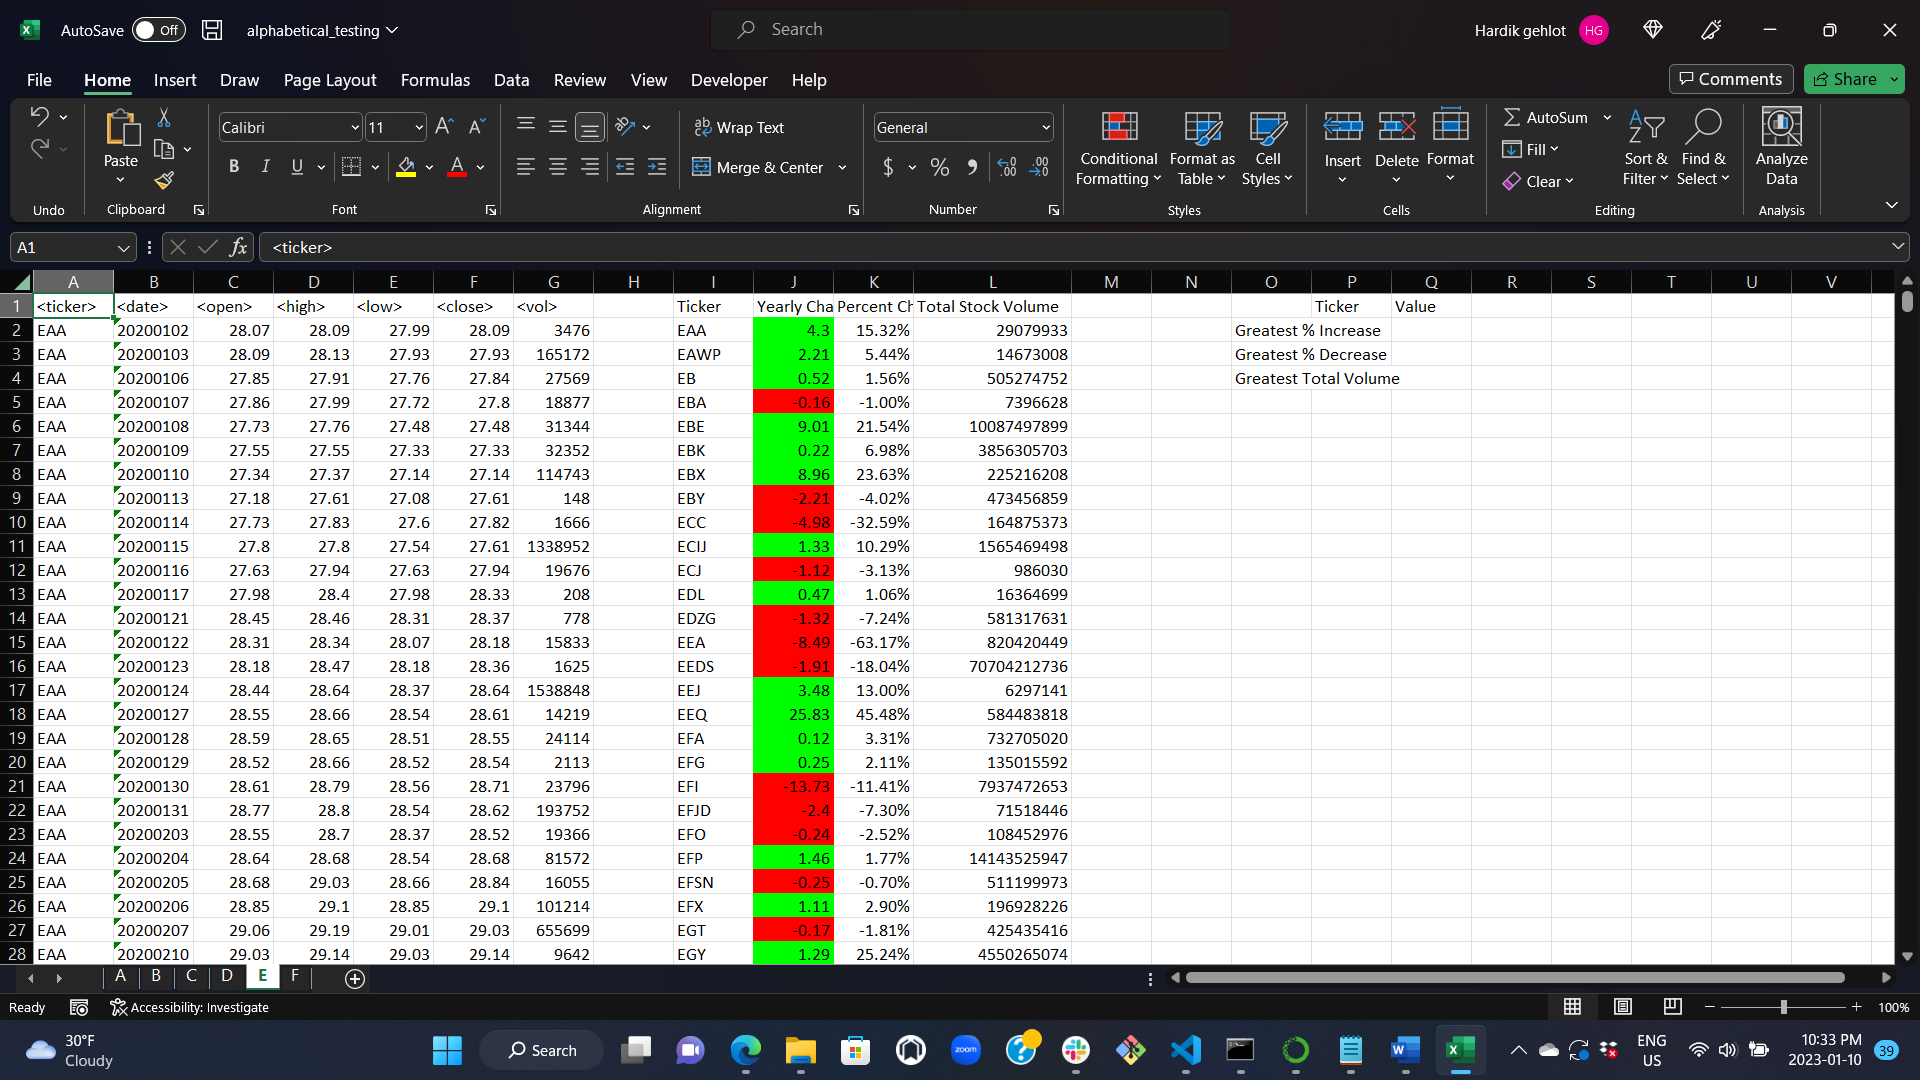 AutoSave Off alphabetical_testing Search Hardik gehlot HG
File Home Insert Draw Page Layout Formulas Data Review View Developer Help Comments Share
Calibri 11 Wrap Text General AutoSum
Paste Merge & Center $ % Conditional Formatting Format as Table Cell Styles Insert Delete Format Fill Clear Sort & Filter Find & Select Analyze Data
Undo Clipboard Font Alignment Number Styles Cells Editing Analysis
A1 fx <ticker>
A B C D E F G H I J K L M N O P Q R S T U V
1 <ticker> <date> <open> <high> <low> <close> <vol> Ticker Yearly Cha Percent Ch Total Stock Volume Ticker Value
2 EAA 20200102 28.07 28.09 27.99 28.09 3476 EAA 4.3 15.32% 29079933 Greatest % Increase
3 EAA 20200103 28.09 28.13 27.93 27.93 165172 EAWP 2.21 5.44% 14673008 Greatest % Decrease
4 EAA 20200106 27.85 27.91 27.76 27.84 27569 EB 0.52 1.56% 505274752 Greatest Total Volume
5 EAA 20200107 27.86 27.99 27.72 27.8 18877 EBA -0.16 -1.00% 7396628
6 EAA 20200108 27.73 27.76 27.48 27.48 31344 EBE 9.01 21.54% 10087497899
7 EAA 20200109 27.55 27.55 27.33 27.33 32352 EBK 0.22 6.98% 3856305703
8 EAA 20200110 27.34 27.37 27.14 27.14 114743 EBX 8.96 23.63% 225216208
9 EAA 20200113 27.18 27.61 27.08 27.61 148 EBY -2.21 -4.02% 473456859
10 EAA 20200114 27.73 27.83 27.6 27.82 1666 ECC -4.98 -32.59% 164875373
11 EAA 20200115 27.8 27.8 27.54 27.61 1338952 ECIJ 1.33 10.29% 1565469498
12 EAA 20200116 27.63 27.94 27.63 27.94 19676 ECJ -1.12 -3.13% 986030
13 EAA 20200117 27.98 28.4 27.98 28.33 208 EDL 0.47 1.06% 16364699
14 EAA 20200121 28.45 28.46 28.31 28.37 778 EDZG -1.32 -7.24% 581317631
15 EAA 20200122 28.31 28.34 28.07 28.18 15833 EEA -8.49 -63.17% 820420449
16 EAA 20200123 28.18 28.47 28.18 28.36 1625 EEDS -1.91 -18.04% 70704212736
17 EAA 20200124 28.44 28.64 28.37 28.64 1538848 EEJ 3.48 13.00% 6297141
18 EAA 20200127 28.55 28.66 28.54 28.61 14219 EEQ 25.83 45.48% 584483818
19 EAA 20200128 28.59 28.65 28.51 28.55 24114 EFA 0.12 3.31% 732705020
20 EAA 20200129 28.52 28.66 28.52 28.54 2113 EFG 0.25 2.11% 135015592
21 EAA 20200130 28.61 28.79 28.56 28.71 23796 EFI -13.73 -11.41% 7937472653
22 EAA 20200131 28.77 28.8 28.54 28.62 193752 EFJD -2.4 -7.30% 71518446
23 EAA 20200203 28.55 28.7 28.37 28.52 19366 EFO -0.24 -2.52% 108452976
24 EAA 20200204 28.64 28.68 28.54 28.68 81572 EFP 1.46 1.77% 14143525947
25 EAA 20200205 28.68 29.03 28.66 28.84 16055 EFSN -0.25 -0.70% 511199973
26 EAA 20200206 28.85 29.1 28.85 29.1 101214 EFX 1.11 2.90% 196928226
27 EAA 20200207 29.06 29.19 29.01 29.03 655699 EGT -0.17 -1.81% 425435416
28 EAA 20200210 29.03 29.14 29.03 29.14 9642 EGY 1.29 25.24% 4550265074
A B C D E F
Ready Accessibility: Investigate 100%
30°F Cloudy Search zoom ENG US 10:33 PM 2023-01-10 39